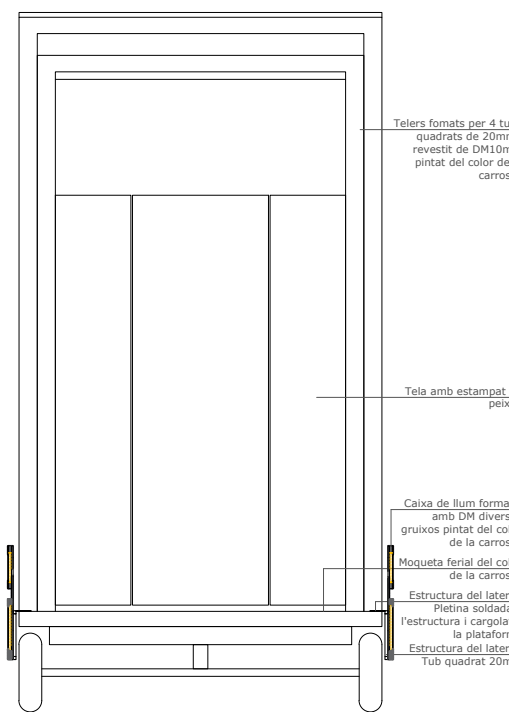 Telers fomats per 4 tu
quadrats de 20mm
revestit de DM10m
pintat del color de
carros
Tela amb estampat
peix
Caixa de llum forma
amb DM divers
gruixos pintat del co
de la carros
Moqueta ferial del co
de la carros
Estructura del later
Pletina soldada
l'estructura i cargola
la platafor
Estructura del later
Tub quadrat 20m